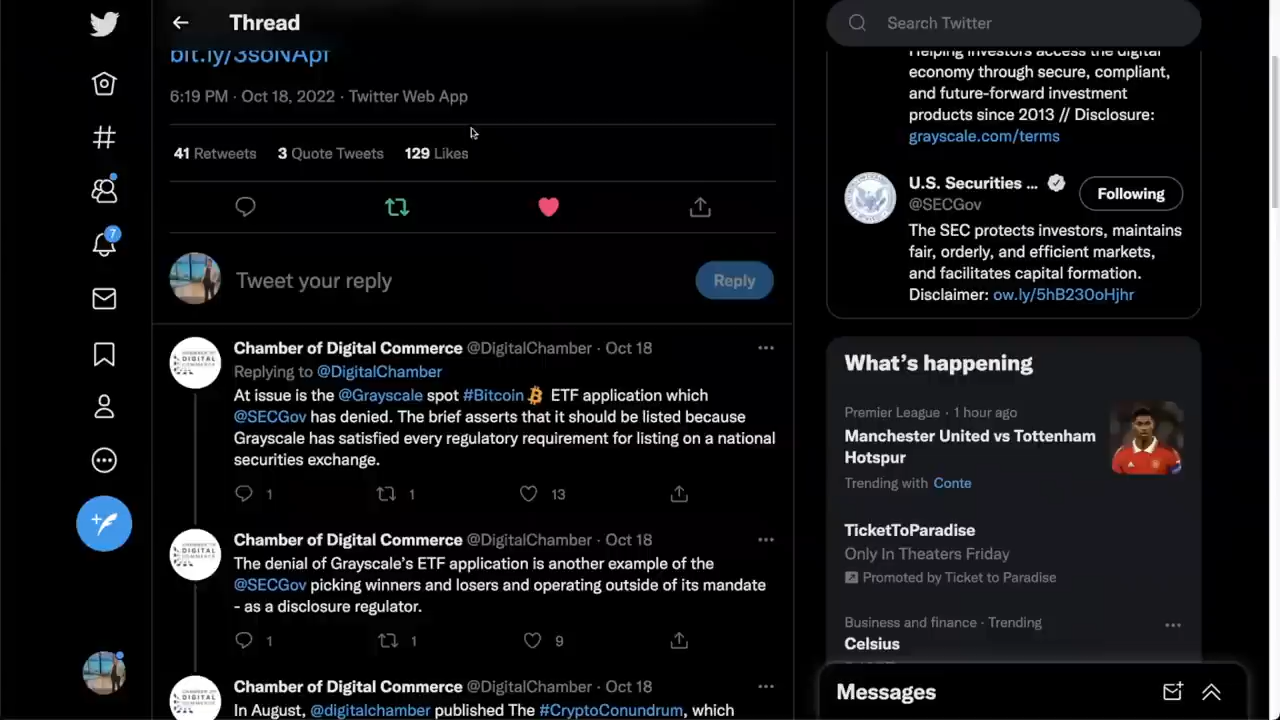 Thread
bit.ly/3soNApf
6:19 PM · Oct 18, 2022 · Twitter Web App
41 Retweets 3 Quote Tweets 129 Likes
Tweet your reply
Reply
Chamber of Digital Commerce @DigitalChamber · Oct 18
Replying to @DigitalChamber
At issue is the @Grayscale spot #Bitcoin ETF application which
@SECGov has denied. The brief asserts that it should be listed because
Grayscale has satisfied every regulatory requirement for listing on a national
securities exchange.
1 1 13
Chamber of Digital Commerce @DigitalChamber · Oct 18
The denial of Grayscale's ETF application is another example of the
@SECGov picking winners and losers and operating outside of its mandate
- as a disclosure regulator.
1 1 9
Chamber of Digital Commerce @DigitalChamber · Oct 18
In August, @digitalchamber published The #CryptoConundrum, which
7
DIGITAL
DIGITAL
Search Twitter
Helping investors access the digital
economy through secure, compliant,
and future-forward investment
products since 2013 // Disclosure:
grayscale.com/terms
U.S. Securities ...
@SECGov
Following
The SEC protects investors, maintains
fair, orderly, and efficient markets,
and facilitates capital formation.
Disclaimer: ow.ly/5hB230oHjhr
What's happening
Premier League · 1 hour ago
Manchester United vs Tottenham
Hotspur
Trending with Conte
TicketToParadise
Only In Theaters Friday
Promoted by Ticket to Paradise
Business and finance · Trending
Celsius
Messages